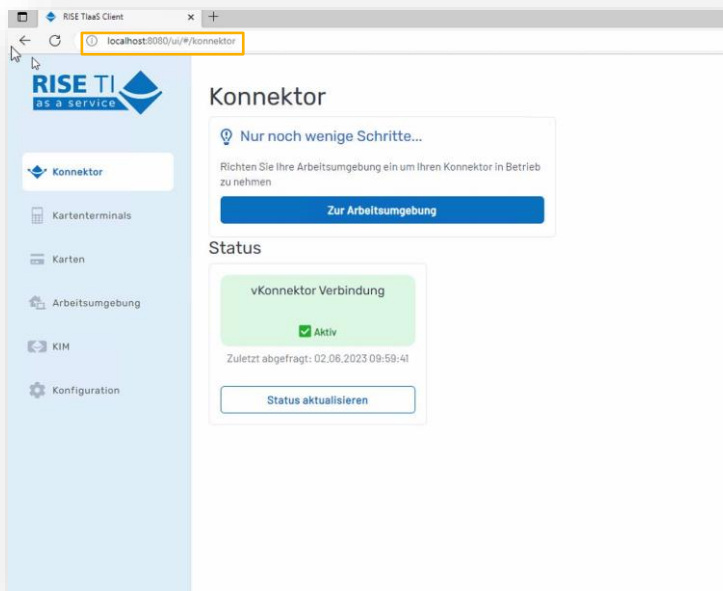 RISE TIaaS Client
localhost:8080/ui/#/konnektor
RISE TI
as a service
Konnektor
Kartenterminals
Karten
Arbeitsumgebung
KIM
Konfiguration
Konnektor
Nur noch wenige Schritte...
Richten Sie Ihre Arbeitsumgebung ein um Ihren Konnektor in Betrieb
zu nehmen
Zur Arbeitsumgebung
Status
vKonnektor Verbindung
Aktiv
Zuletzt abgefragt: 02.06.2023 09:59:41
Status aktualisieren